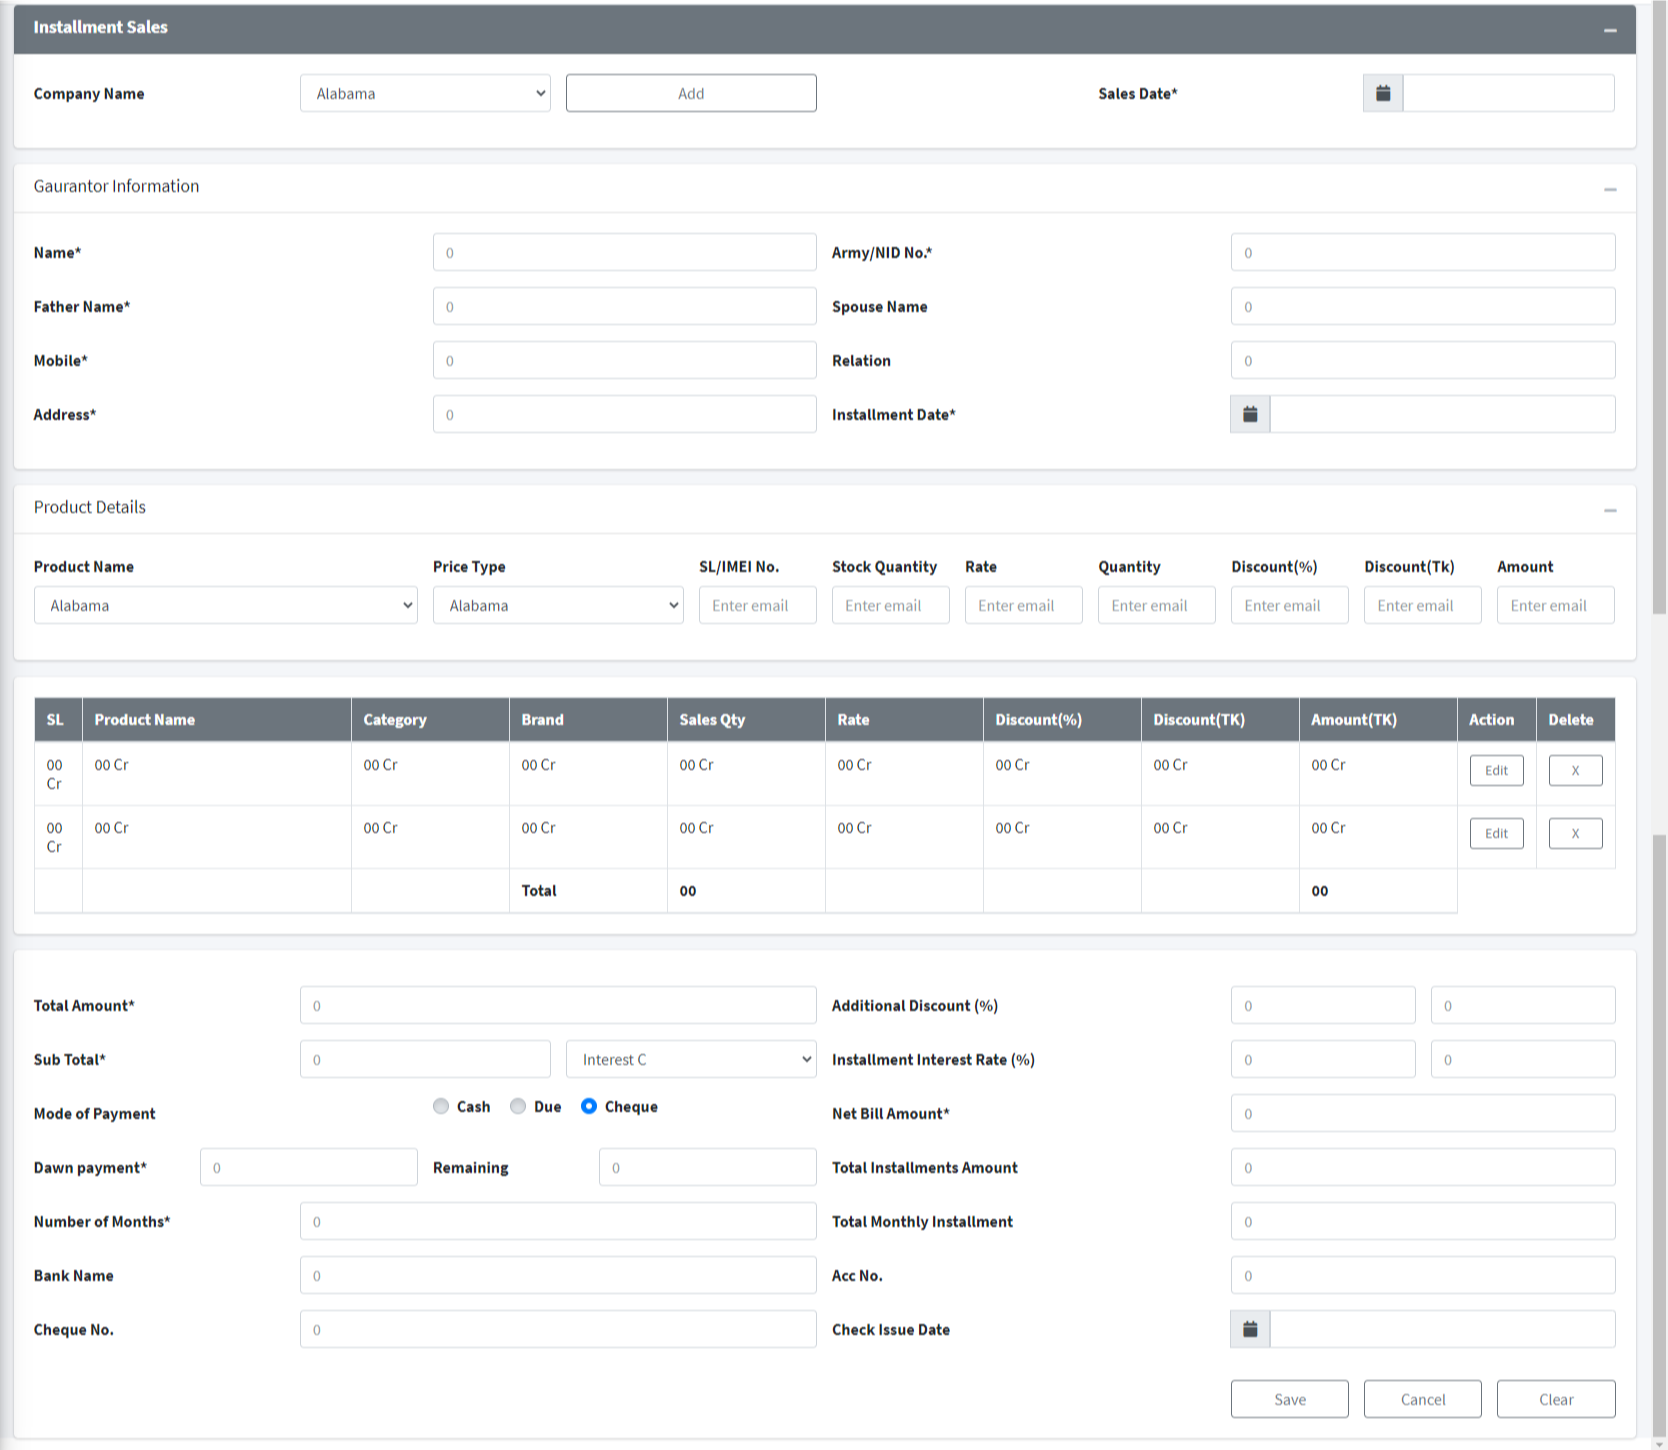 Installment Sales
Company Name Alabama Add Sales Date*
Gaurantor Information
Name* 0 Army/NID No.* 0
Father Name* 0 Spouse Name 0
Mobile* 0 Relation 0
Address* 0 Installment Date*
Product Details
Product Name Price Type SL/IMEI No. Stock Quantity Rate Quantity Discount(%) Discount(Tk) Amount
Alabama Alabama Enter email Enter email Enter email Enter email Enter email Enter email Enter email
SL Product Name Category Brand Sales Qty Rate Discount(%) Discount(TK) Amount(TK) Action Delete
00 Cr 00 Cr 00 Cr 00 Cr 00 Cr 00 Cr 00 Cr 00 Cr 00 Cr Edit X
00 Cr 00 Cr 00 Cr 00 Cr 00 Cr 00 Cr 00 Cr 00 Cr 00 Cr Edit X
Total 00 00
Total Amount* 0 Additional Discount (%) 0 0
Sub Total* 0 Interest C Installment Interest Rate (%) 0 0
Mode of Payment Cash Due Cheque Net Bill Amount* 0
Dawn payment* 0 Remaining 0 Total Installments Amount 0
Number of Months* 0 Total Monthly Installment 0
Bank Name 0 Acc No. 0
Cheque No. 0 Check Issue Date
Save Cancel Clear